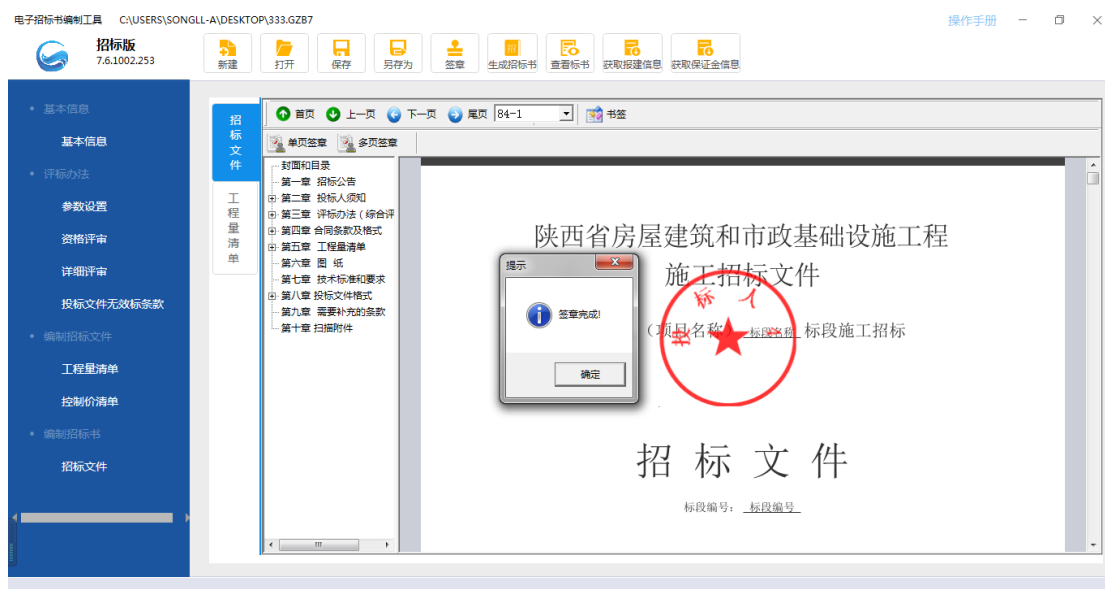 电子招标书编制工具 C:\USERS\SONGLL-A\DESKTOP\333.GZB7
操作手册
招标版
7.6.1002.253
新建
打开
保存
另存为
签章
生成招标书
查看标书
获取报建信息
获取保证金信息
基本信息
基本信息
评标办法
参数设置
资格评审
详细评审
投标文件无效标条款
编制招标文件
工程量清单
控制价清单
编制招标书
招标文件
招标文件
工程量清单
首页
上一页
下一页
尾页
84-1
书签
单页签章
多页签章
封面和目录
第一章 招标公告
第二章 投标人须知
第三章 评标办法(综合评
第四章 合同条款及格式
第五章 工程量清单
第六章 图 纸
第七章 技术标准和要求
第八章 投标文件格式
第九章 需要补充的条款
第十章 扫描附件
陕西省房屋建筑和市政基础设施工程
施工招标文件
(项目名称) 标段名称 标段施工招标
投标人
招 标 文 件
标段编号: 标段编号
提示
签章完成!
确定